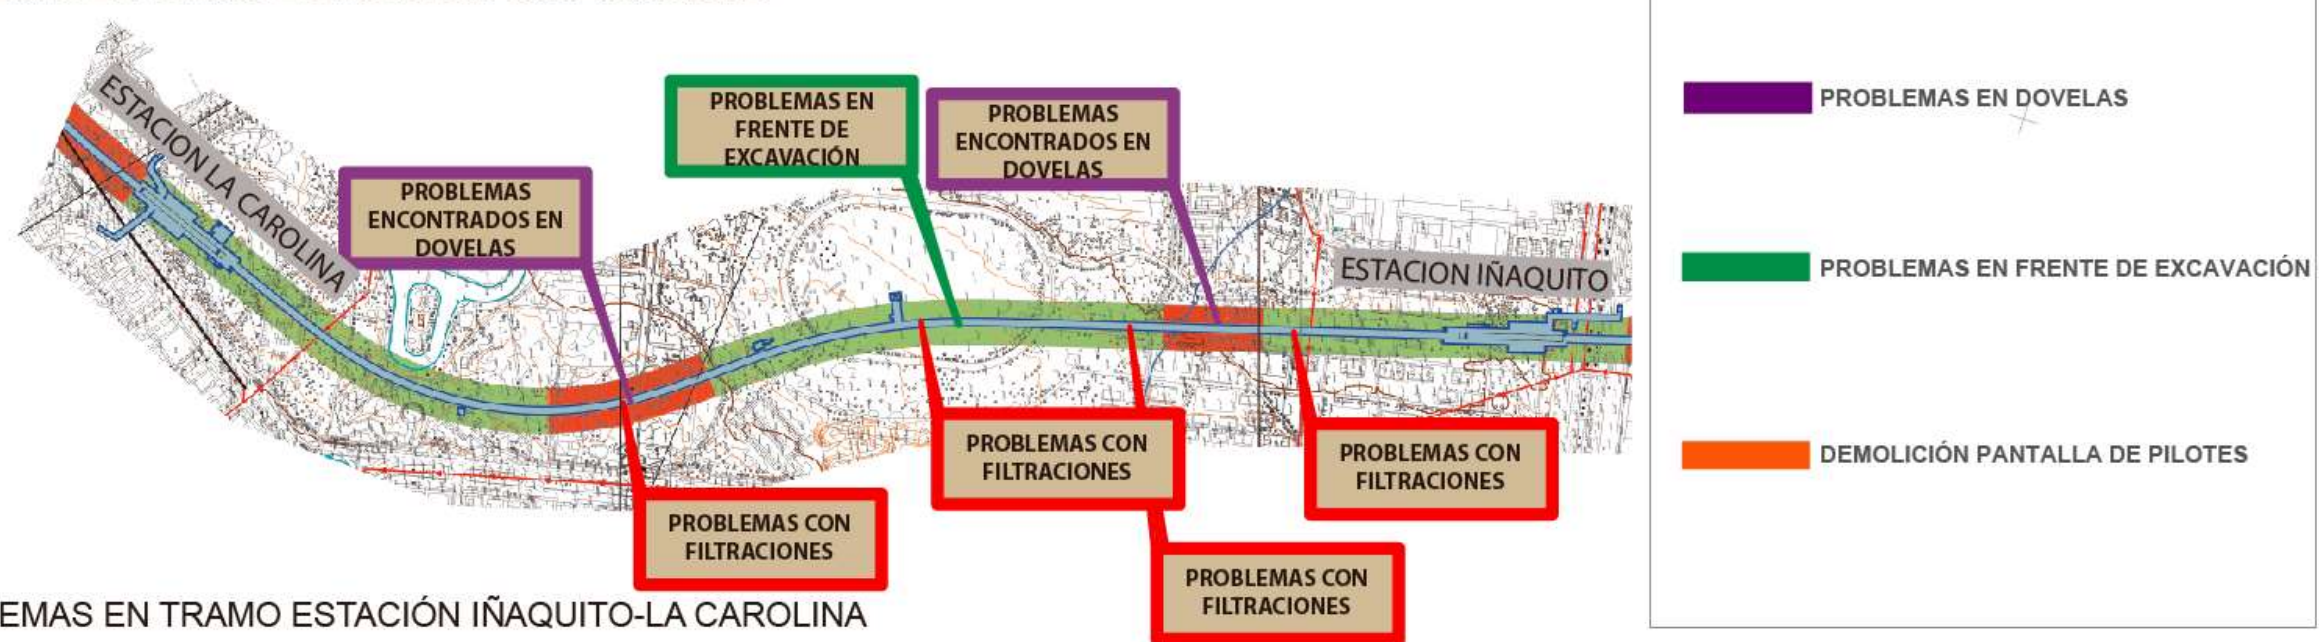 ESTACION LA CAROLINA
PROBLEMAS
ENCONTRADOS EN
DOVELAS
PROBLEMAS EN
FRENTE DE
EXCAVACIÓN
PROBLEMAS
ENCONTRADOS EN
DOVELAS
ESTACION IÑAQUITO
PROBLEMAS CON
FILTRACIONES
PROBLEMAS CON
FILTRACIONES
PROBLEMAS CON
FILTRACIONES
PROBLEMAS CON
FILTRACIONES
EMAS EN TRAMO ESTACIÓN IÑAQUITO-LA CAROLINA
PROBLEMAS EN DOVELAS
PROBLEMAS EN FRENTE DE EXCAVACIÓN
DEMOLICIÓN PANTALLA DE PILOTES